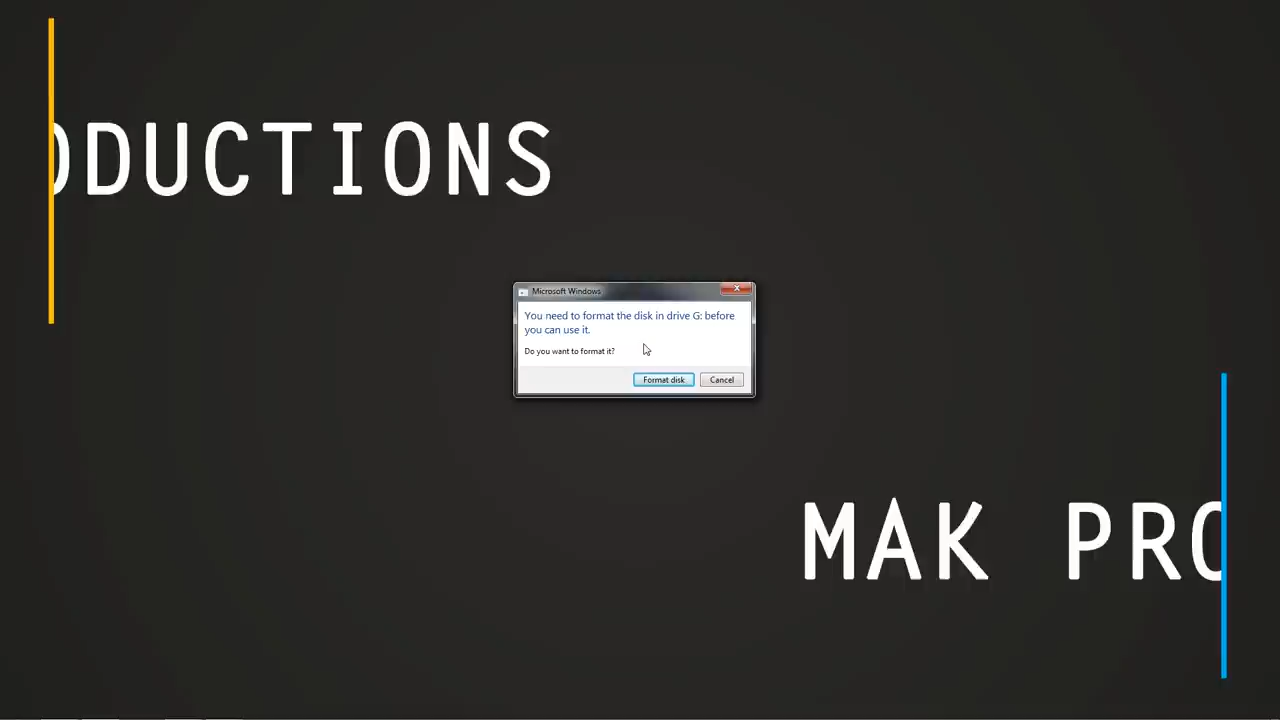 ODUCTIONS
Microsoft Windows
You need to format the disk in drive G: before
you can use it.
Do you want to format it?
Format disk
Cancel
MAK PRO